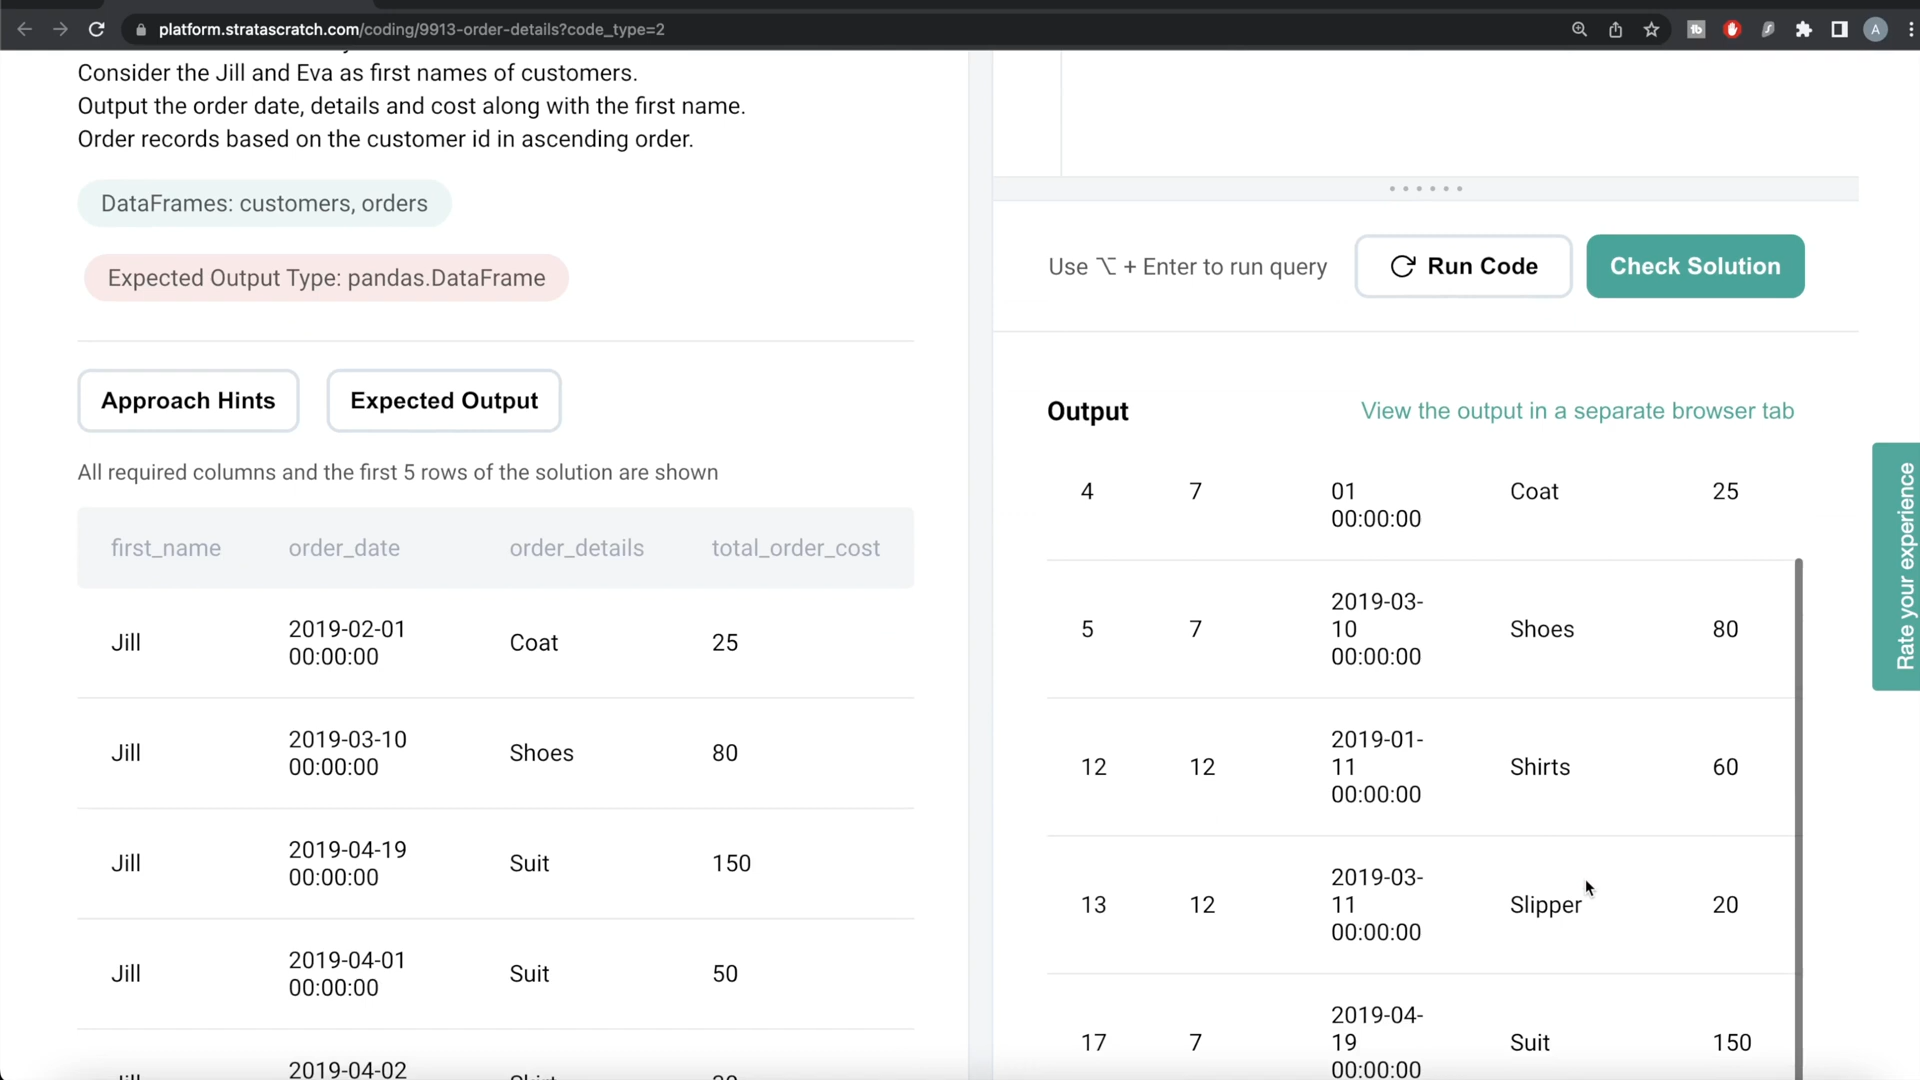 platform.stratascratch.com/coding/9913-order-details?code_type=2
A
Consider the Jill and Eva as first names of customers.
Output the order date, details and cost along with the first name.
Order records based on the customer id in ascending order.
DataFrames: customers, orders
Expected Output Type: pandas.DataFrame
Approach Hints
Expected Output
All required columns and the first 5 rows of the solution are shown
first_name order_date order_details total_order_cost
Jill 2019-02-01 00:00:00 Coat 25
Jill 2019-03-10 00:00:00 Shoes 80
Jill 2019-04-19 00:00:00 Suit 150
Jill 2019-04-01 00:00:00 Suit 50
2019-04-02
Use ⌥ + Enter to run query
Run Code
Check Solution
Output
View the output in a separate browser tab
4 7 01 00:00:00 Coat 25
5 7 2019-03-10 00:00:00 Shoes 80
12 12 2019-01-11 00:00:00 Shirts 60
13 12 2019-03-11 00:00:00 Slipper 20
17 7 2019-04-19 00:00:00 Suit 150
Rate your experience